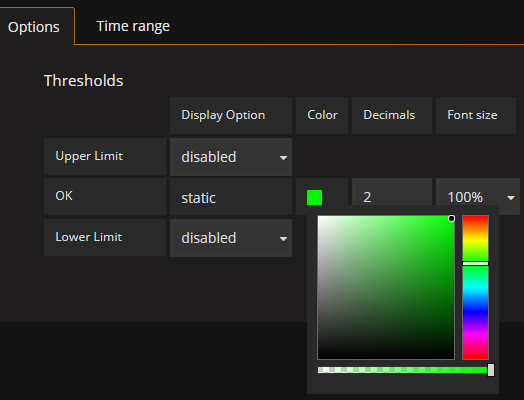 Options Time range
Thresholds
Display Option Color Decimals Font size
Upper Limit disabled
OK static 2 100%
Lower Limit disabled